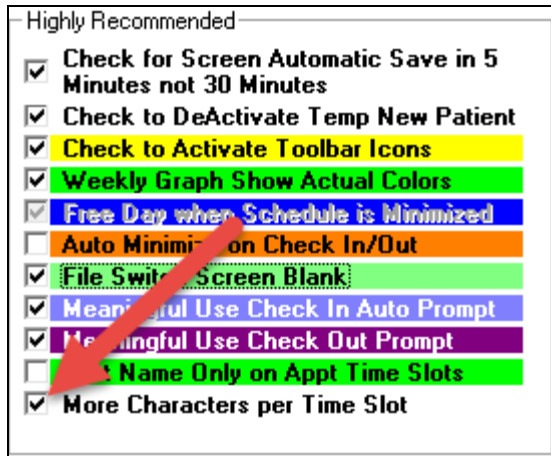 Highly Recommended
Check for Screen Automatic Save in 5
Minutes not 30 Minutes
Check to DeActivate Temp New Patient
Check to Activate Toolbar Icons
Weekly Graph Show Actual Colors
Free Day when Schedule is Minimized
Auto Minimize on Check In/Out
File Switch Screen Blank
Meaningful Use Check In Auto Prompt
Meaningful Use Check Out Prompt
Name Only on Appt Time Slots
More Characters per Time Slot